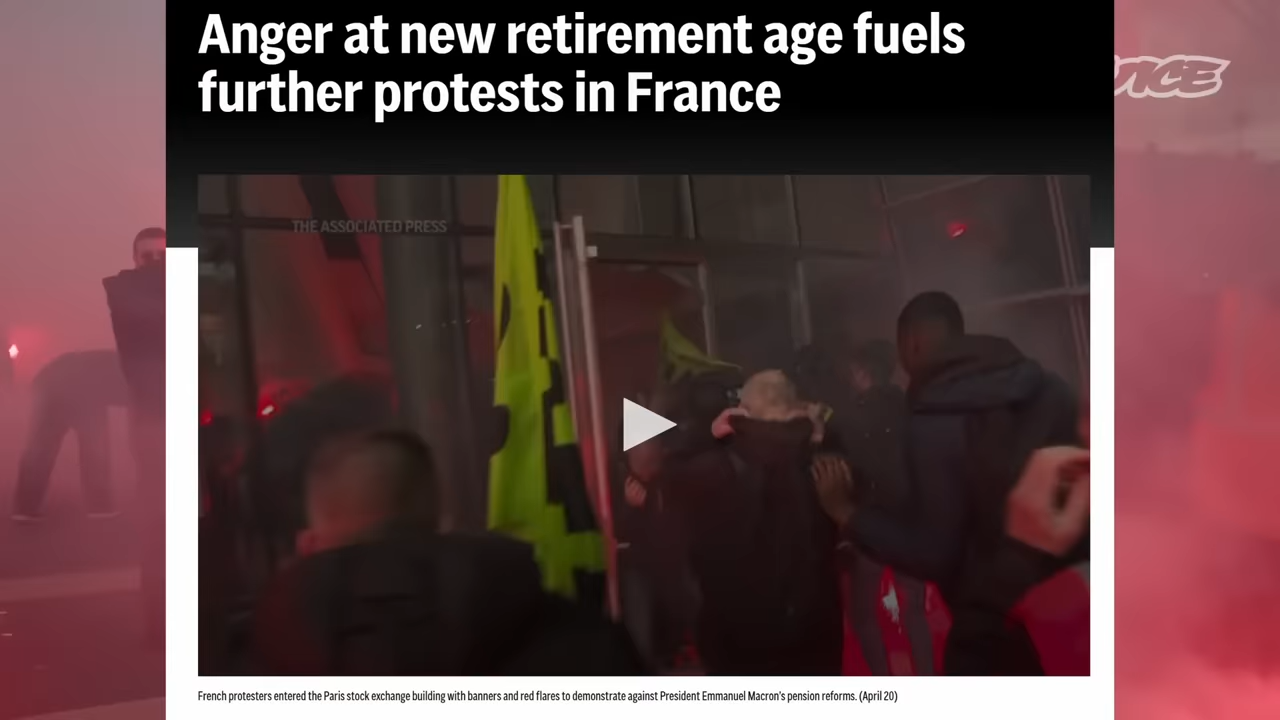 Anger at new retirement age fuels
further protests in France
VICE
THE ASSOCIATED PRESS
French protesters entered the Paris stock exchange building with banners and red flares to demonstrate against President Emmanuel Macron's pension reforms. (April 20)